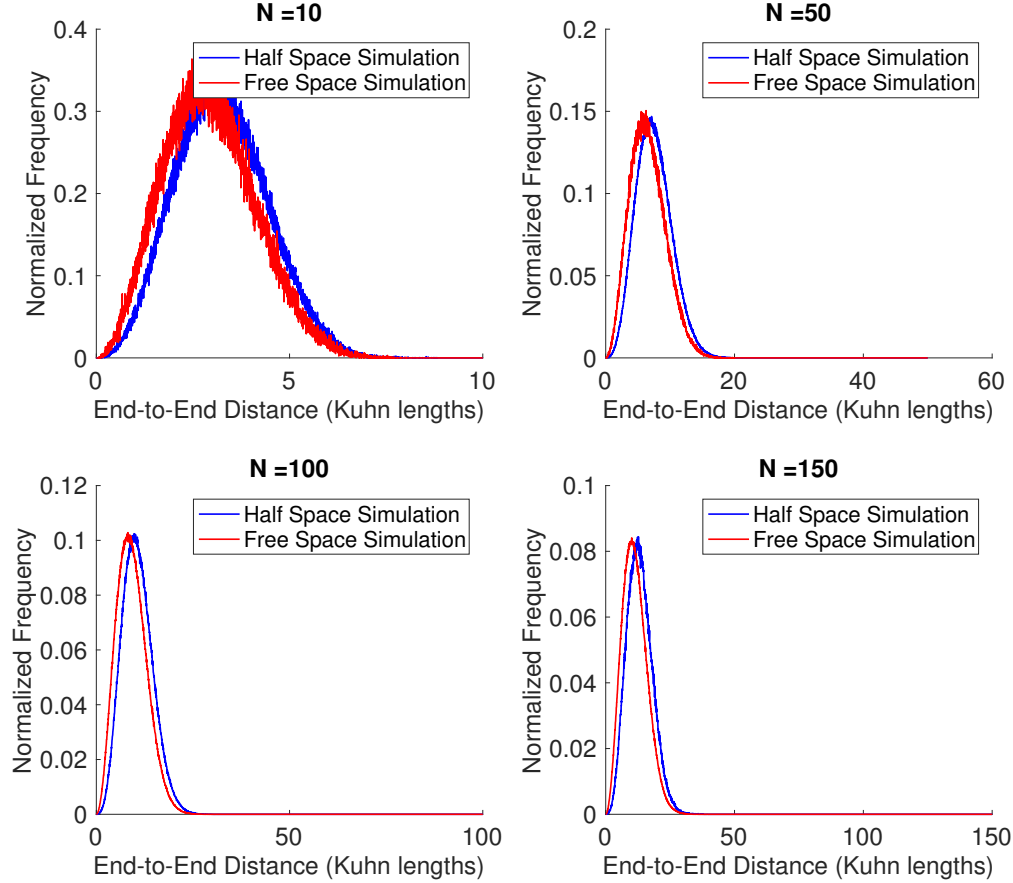 N =10
0.4
0.3
0.2
0.1
0
0
5
10
Normalized Frequency
End-to-End Distance (Kuhn lengths)
Half Space Simulation
Free Space Simulation
N =50
0.2
0.15
0.1
0.05
0
0
20
40
60
Normalized Frequency
End-to-End Distance (Kuhn lengths)
Half Space Simulation
Free Space Simulation
N =100
0.12
0.1
0.08
0.06
0.04
0.02
0
0
50
100
Normalized Frequency
End-to-End Distance (Kuhn lengths)
Half Space Simulation
Free Space Simulation
N =150
0.1
0.08
0.06
0.04
0.02
0
0
50
100
150
Normalized Frequency
End-to-End Distance (Kuhn lengths)
Half Space Simulation
Free Space Simulation